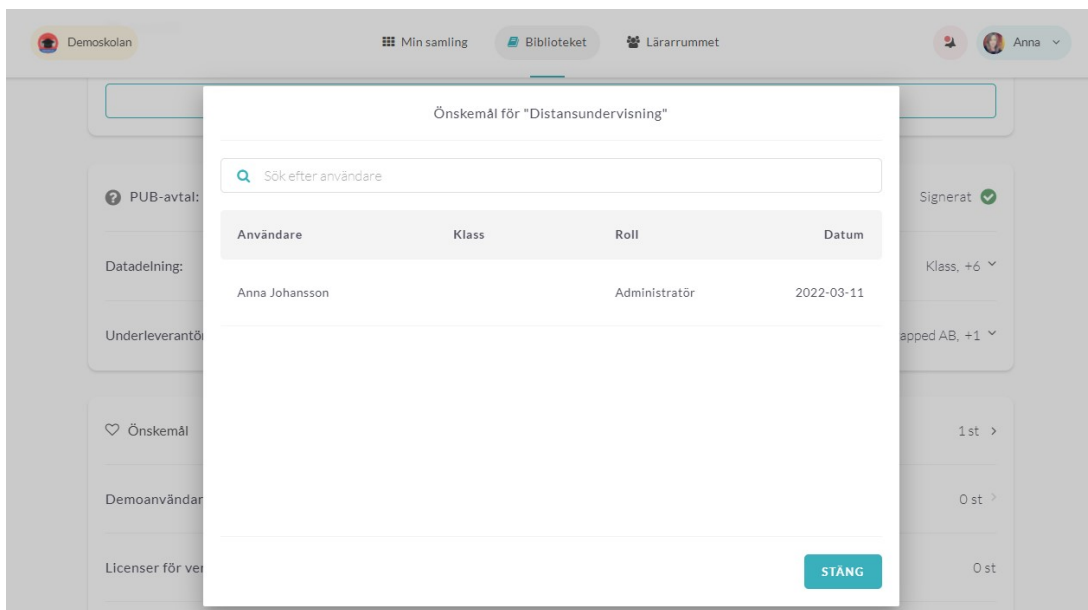 Demoskolan
Min samling
Biblioteket
Lärarrummet
Anna
Önskemål för "Distansundervisning"
Sök efter användare
Användare Klass Roll Datum
Anna Johansson Administratör 2022-03-11
STÄNG
PUB-avtal: Signerat
Datadelning: Klass, +6
AB, +1
Önskemål 1 st
0 st
Licenser för 0 st